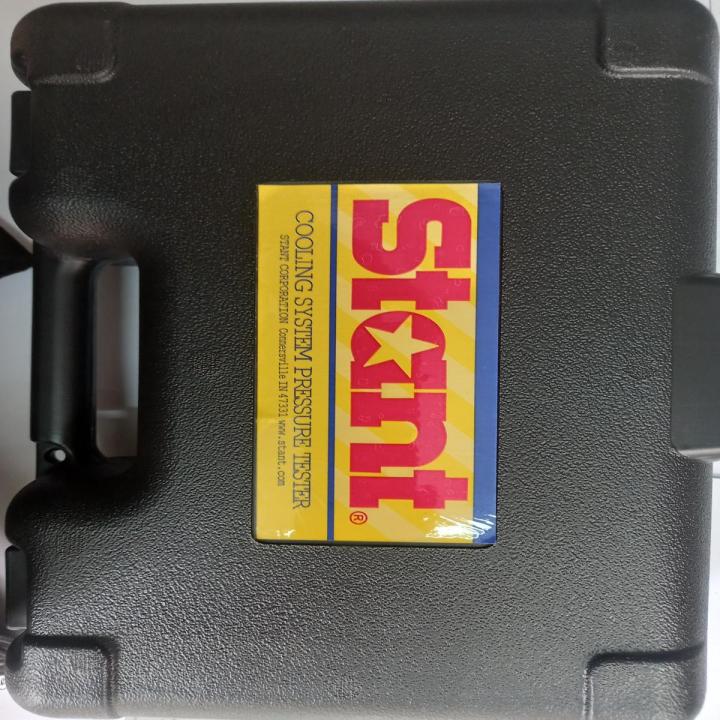 Stant®
COOLING SYSTEM PRESSURE TESTER
STANT CORPORATION Connersville IN 47331 www.stant.com